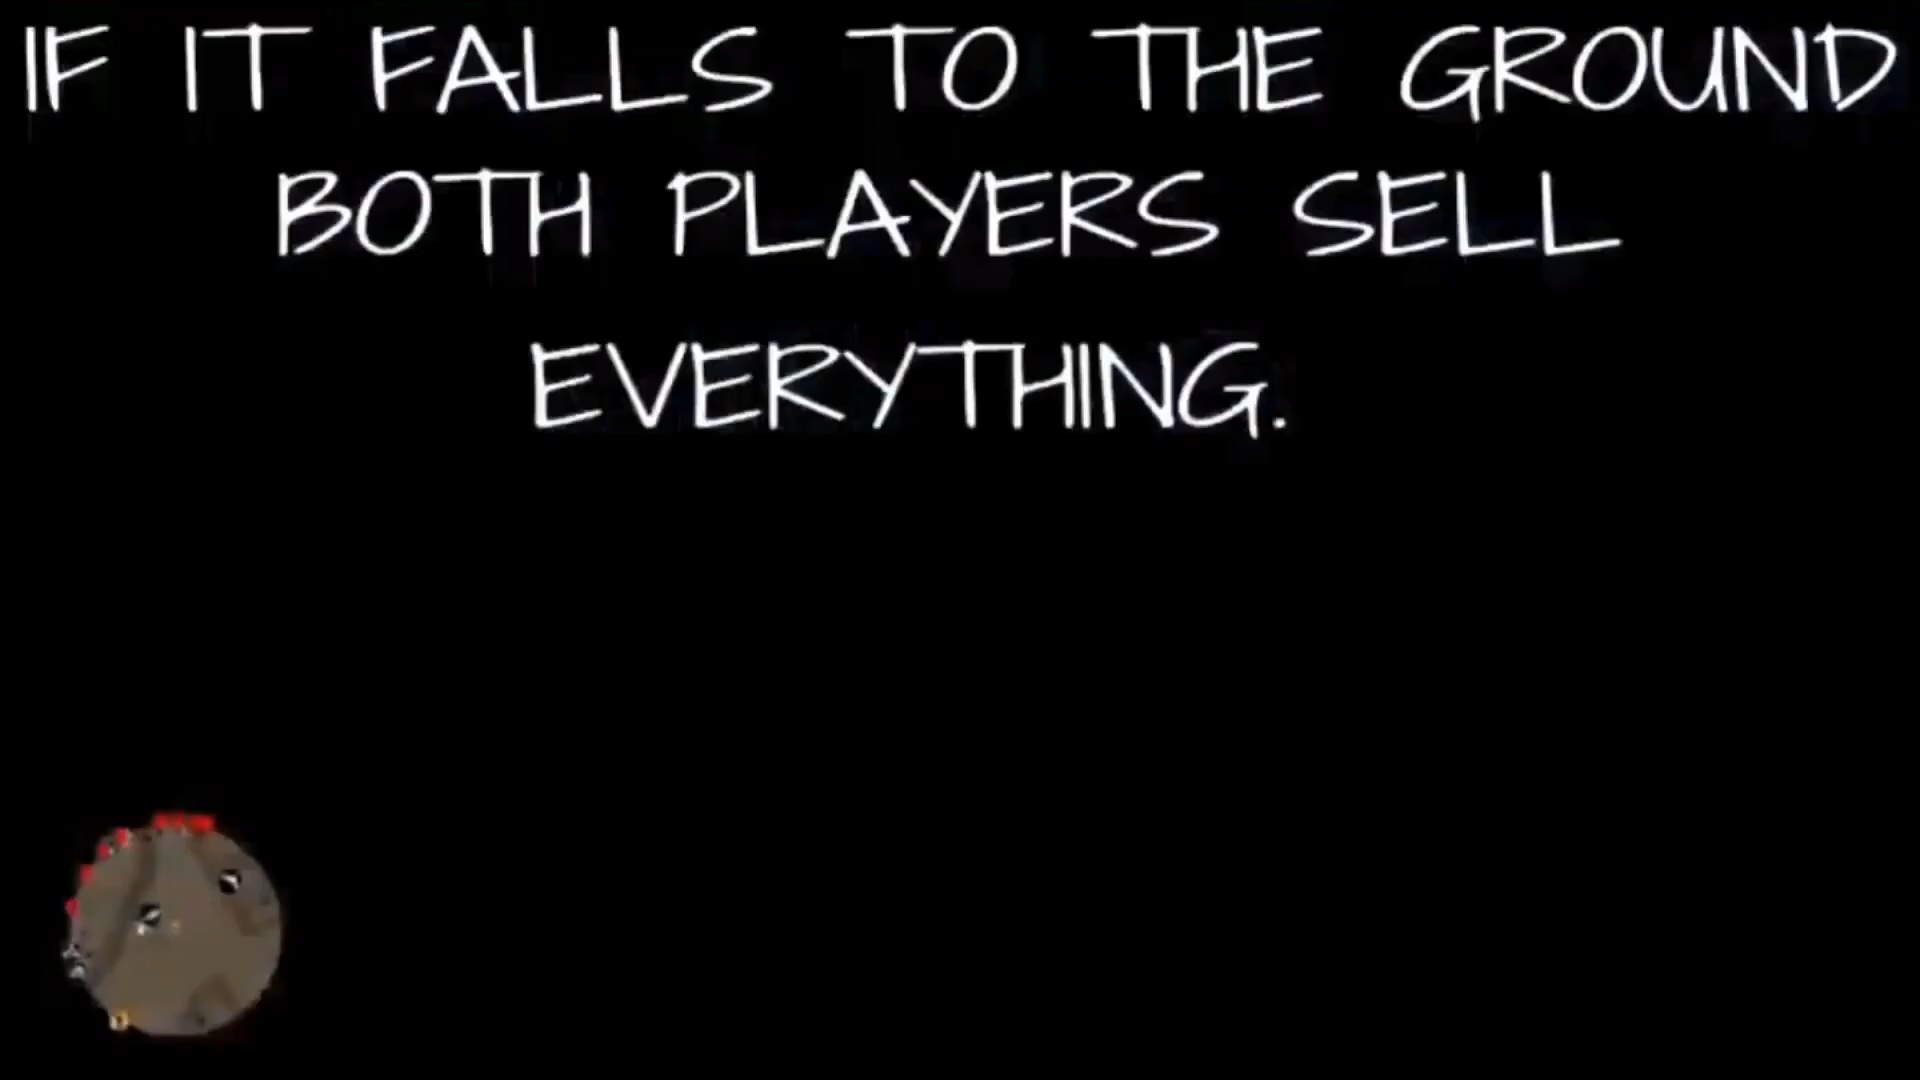 IF IT FALLS TO THE GROUND
BOTH PLAYERS SELL
EVERYTHING.